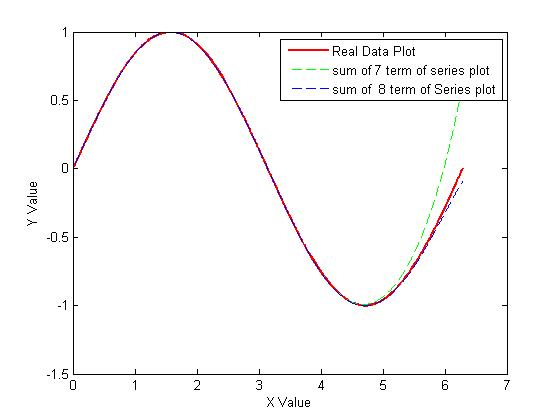 1
0.5
0
-0.5
-1
-1.5
Y Value
Real Data Plot
sum of 7 term of series plot
sum of  8 term of Series plot
0 1 2 3 4 5 6 7
X Value